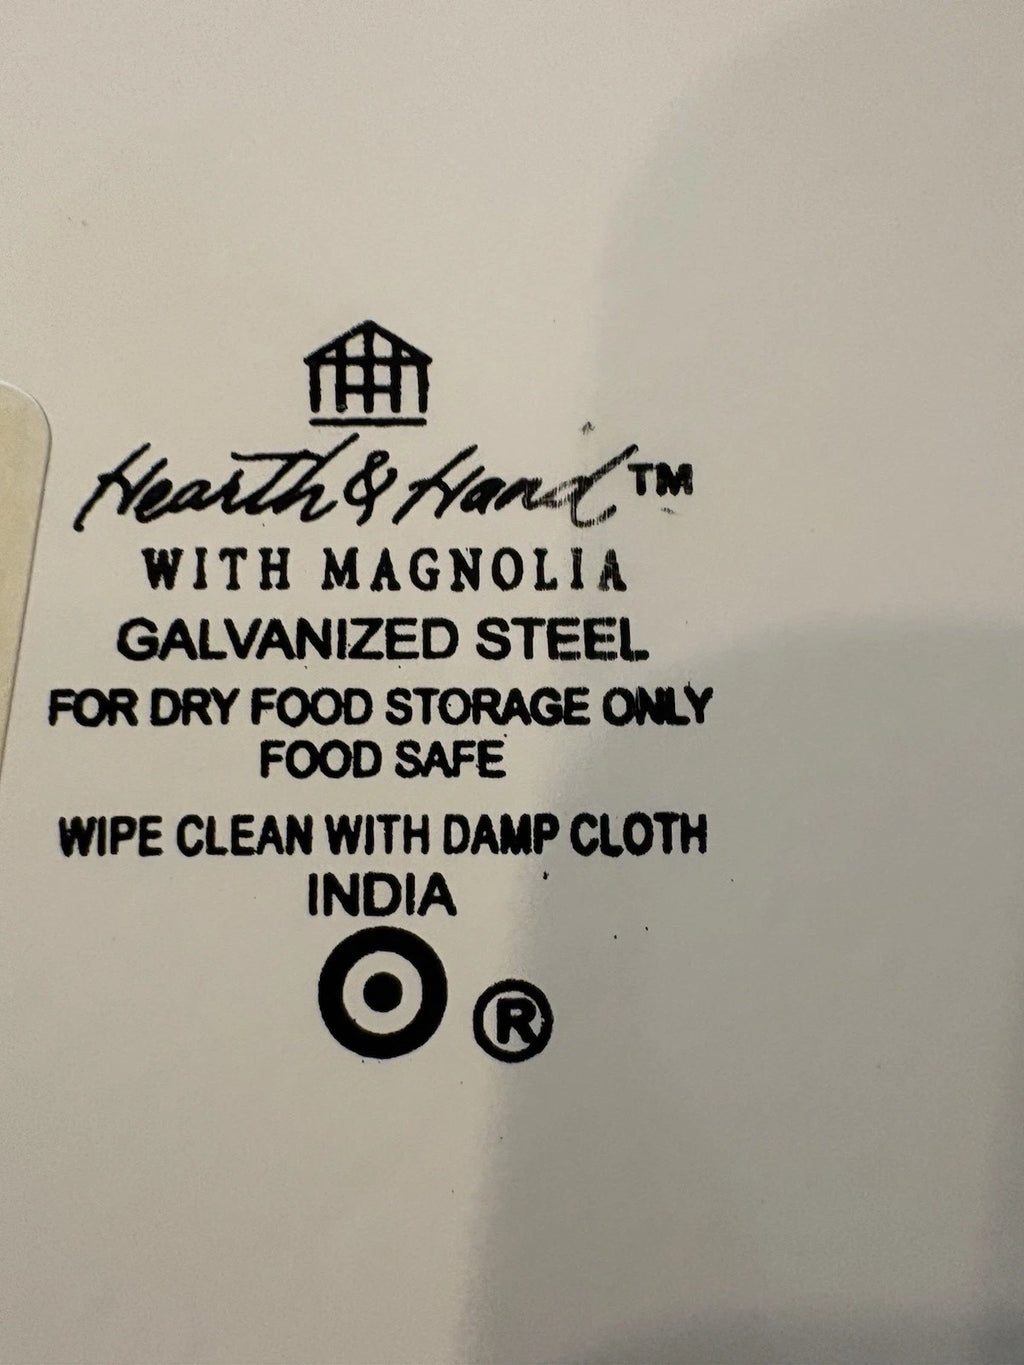 Hearth & Hand™
WITH MAGNOLIA
GALVANIZED STEEL
FOR DRY FOOD STORAGE ONLY
FOOD SAFE
WIPE CLEAN WITH DAMP CLOTH
INDIA
®